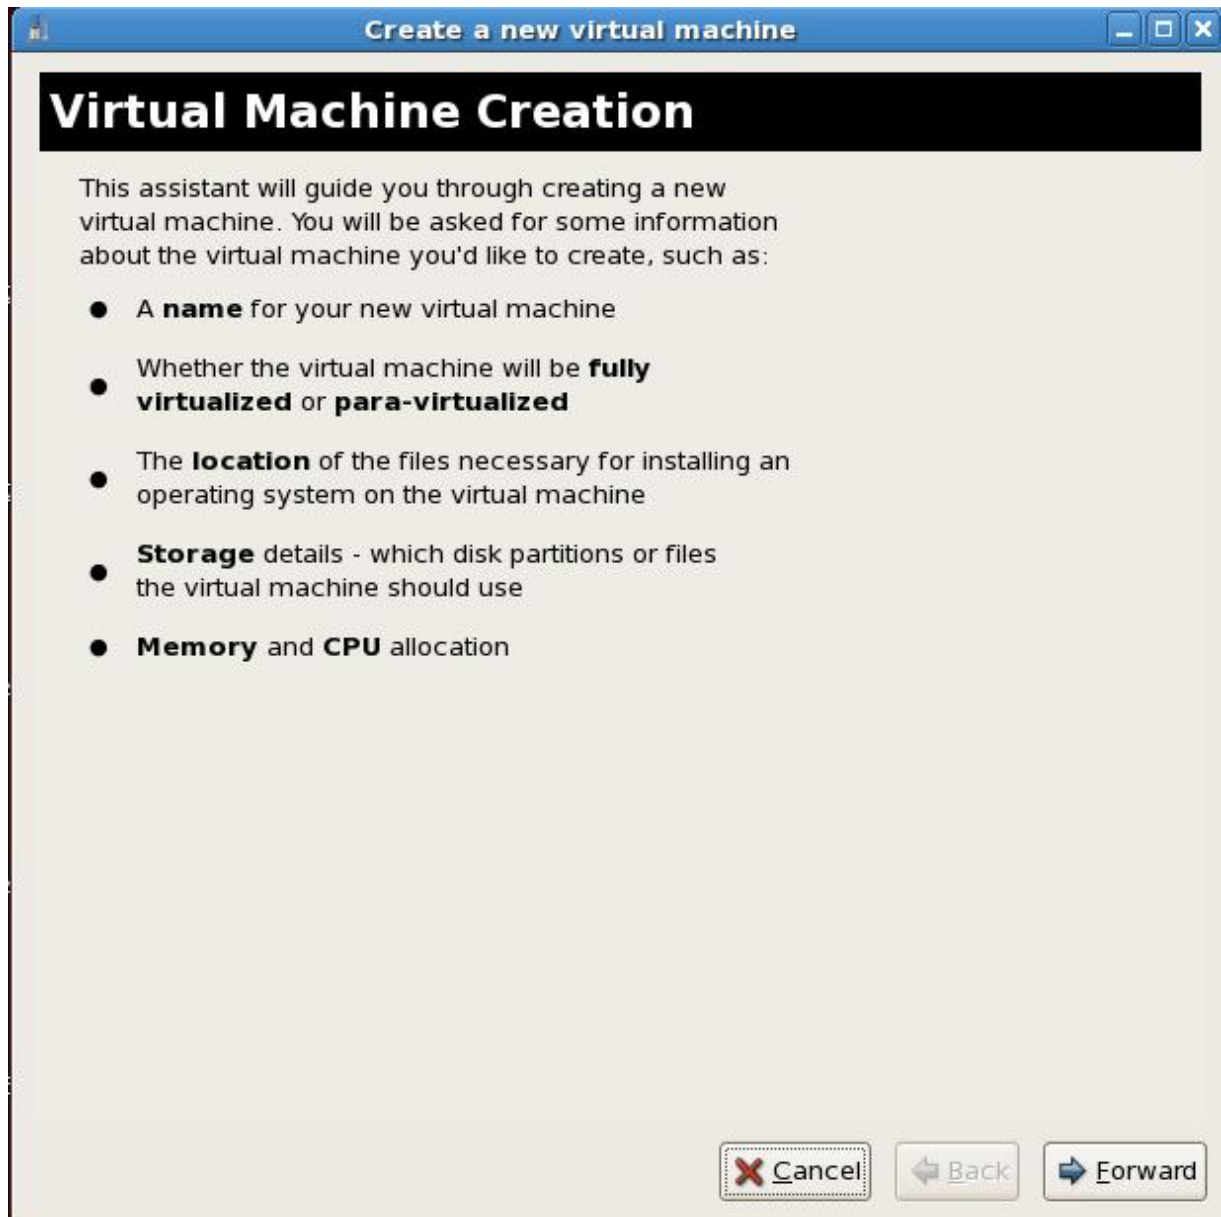 Create a new virtual machine
Virtual Machine Creation
This assistant will guide you through creating a new
virtual machine. You will be asked for some information
about the virtual machine you'd like to create, such as:
● A name for your new virtual machine
● Whether the virtual machine will be fully
virtualized or para-virtualized
● The location of the files necessary for installing an
operating system on the virtual machine
● Storage details - which disk partitions or files
the virtual machine should use
● Memory and CPU allocation
Cancel Back Forward